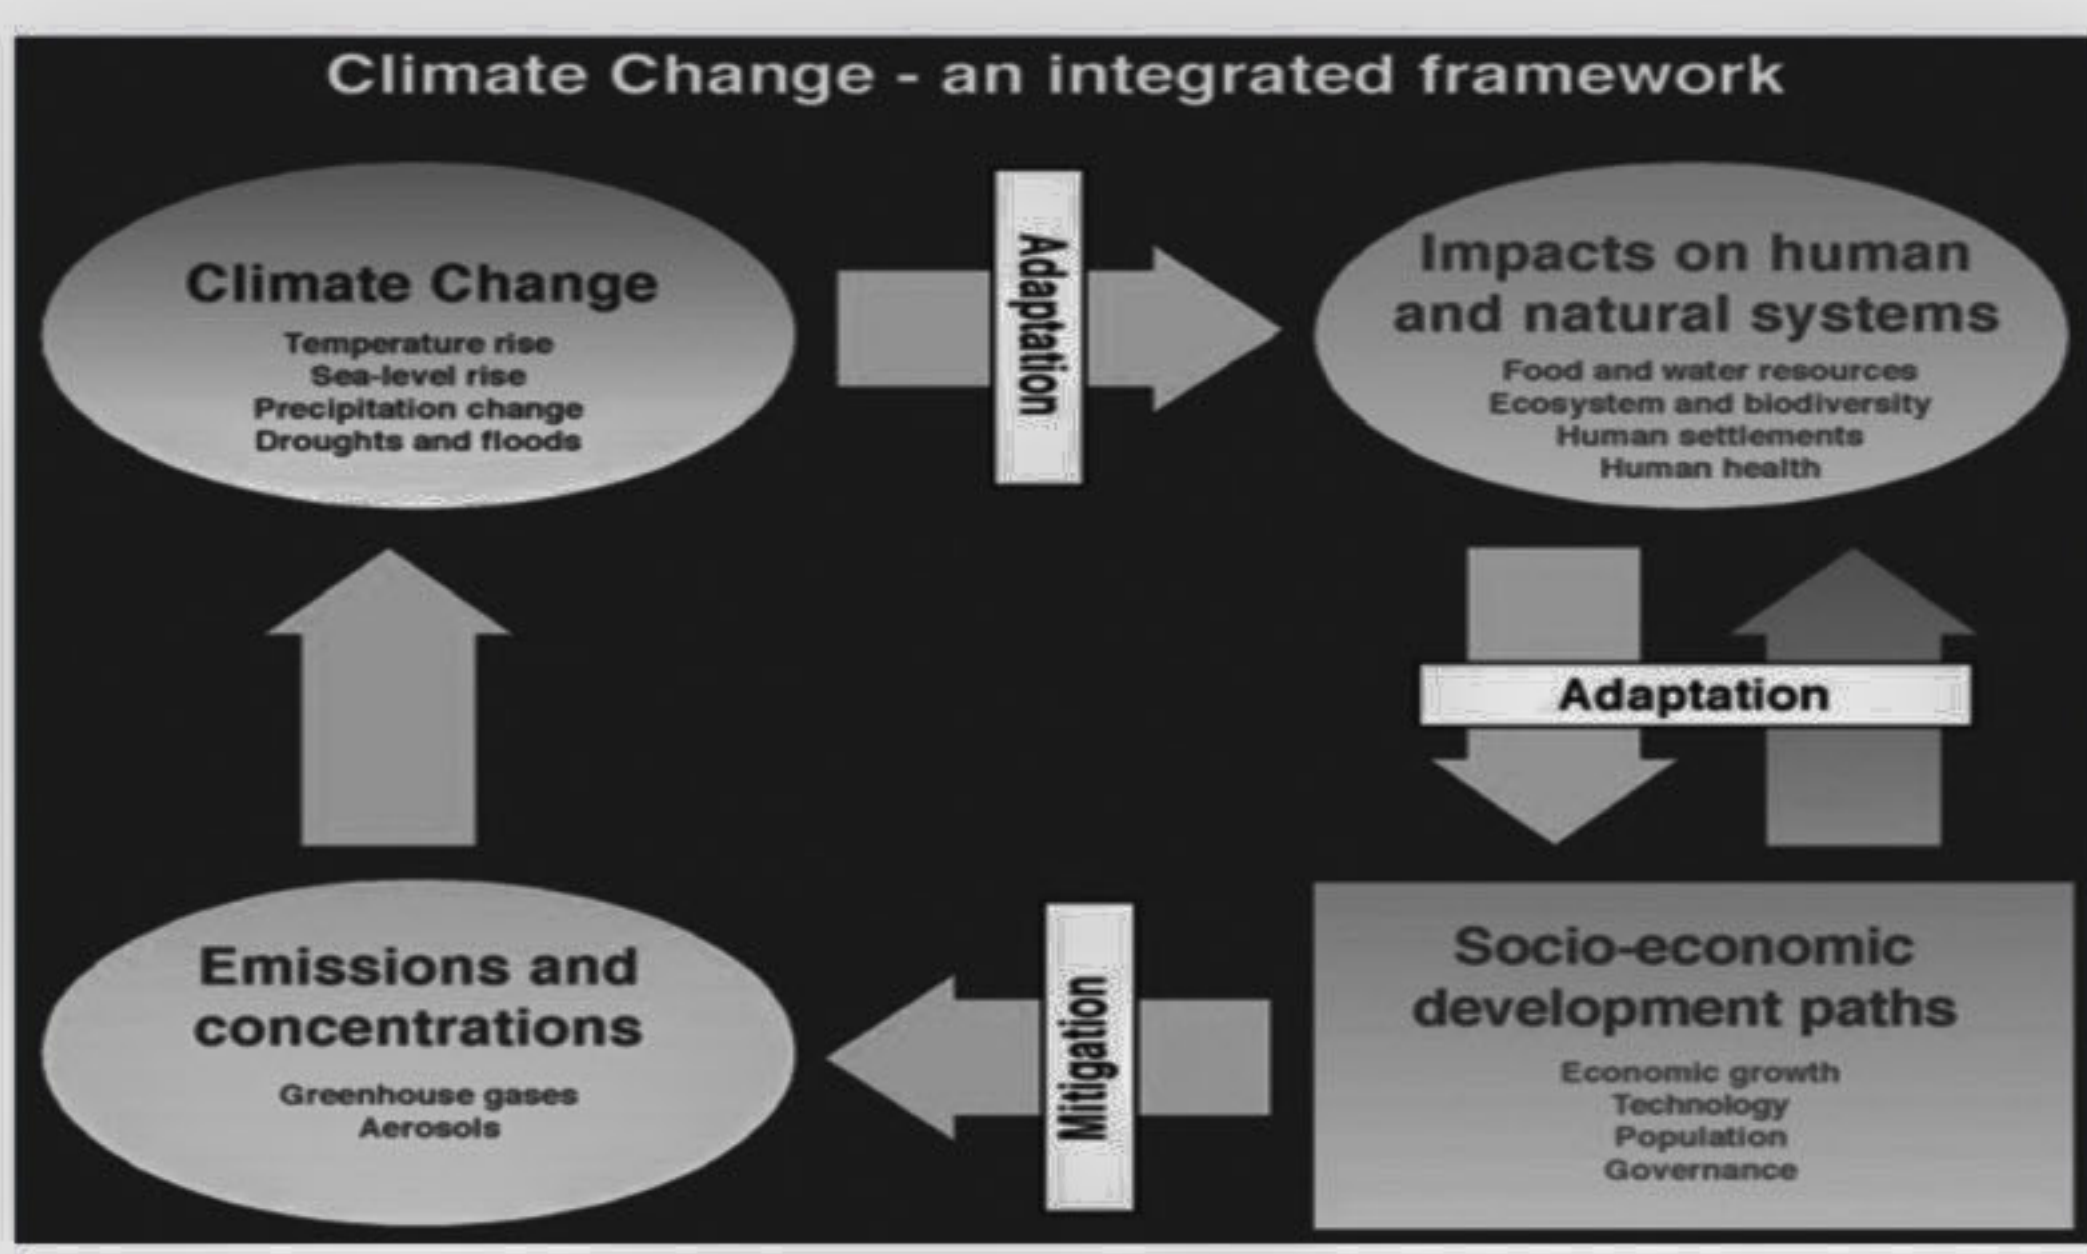 Climate Change - an integrated framework
Climate Change
Temperature rise
Sea-level rise
Precipitation change
Droughts and floods
Adaptation
Impacts on human
and natural systems
Food and water resources
Ecosystem and biodiversity
Human settlements
Human health
Adaptation
Emissions and
concentrations
Greenhouse gases
Aerosols
Mitigation
Socio-economic
development paths
Economic growth
Technology
Population
Governance